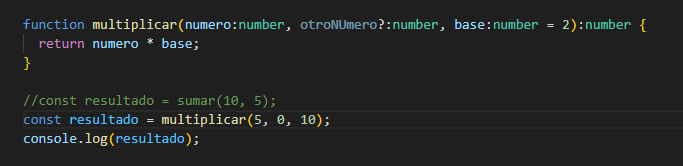 function multiplicar(numero:number, otroNUmero?:number, base:number = 2):number {
  return numero * base;
}
//const resultado = sumar(10, 5);
const resultado = multiplicar(5, 0, 10);
console.log(resultado);